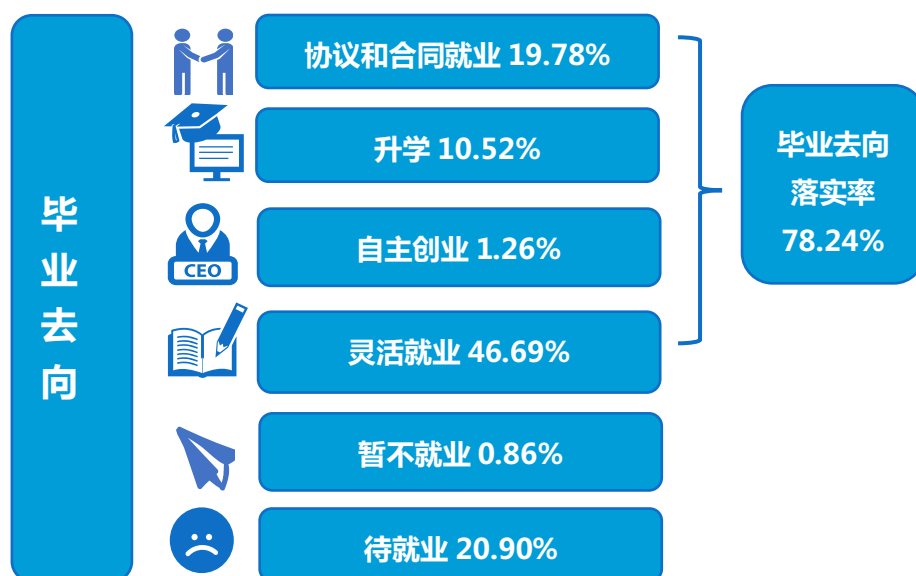 毕业去向
协议和合同就业 19.78%
升学 10.52%
CEO
自主创业 1.26%
灵活就业 46.69%
暂不就业 0.86%
待就业 20.90%
毕业去向
落实率
78.24%